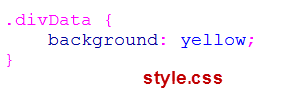 .divData {
    background: yellow;
}
style.css